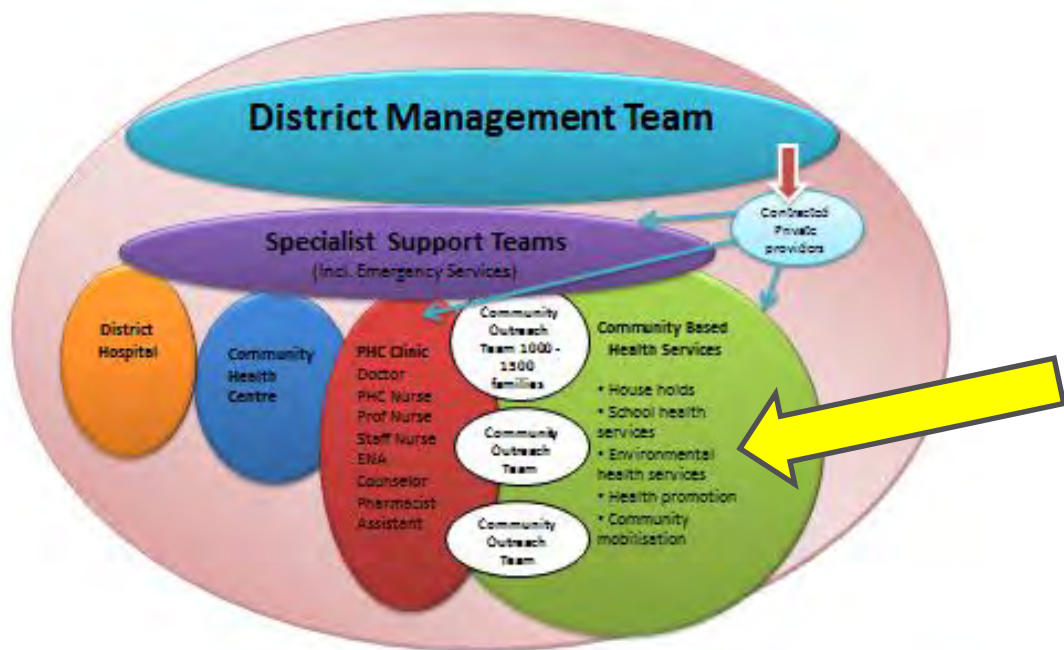 District Management Team
Contracted
Private
providers
Specialist Support Teams
(Incl. Emergency Services)
District
Hospital
Community
Health
Centre
PHC Clinic
Doctor
PHC Nurse
Prof Nurse
Staff Nurse
ENA
Counselor
Pharmacist
Assistant
Community
Outreach
Team 1000 -
1500
families
Community
Outreach
Team
Community
Outreach
Team
Community Based
Health Services
• House holds
• School health
services
• Environmental
health services
• Health promotion
• Community
mobilisation